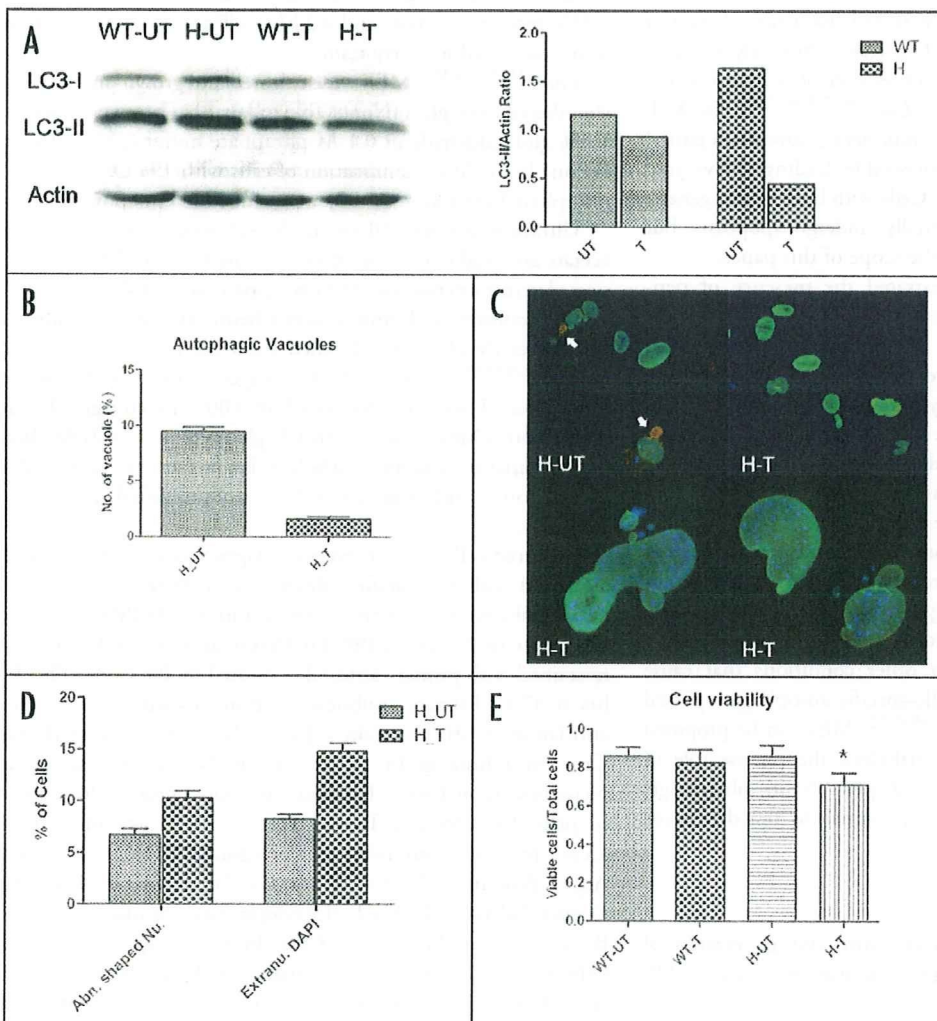 A
WT-UT H-UT WT-T H-T
LC3-I
LC3-II
Actin
LC3-II/Actin Ratio
2.0
1.5
1.0
0.5
0.0
UT
T
UT
T
WT
H
B
Autophagic Vacuoles
No. of vacuole (%)
15
10
5
0
H_UT
H_T
C
H-UT
H-T
H-T
D
% of Cells
20
15
10
5
0
Abn. shaped Nu.
Extranu. DAPI
H_UT
H_T
E
Cell viability
Viable cells/Total cells
1.0
0.8
0.6
0.4
0.2
0.0
*
WT-UT
WT-T
H-UT
H-T